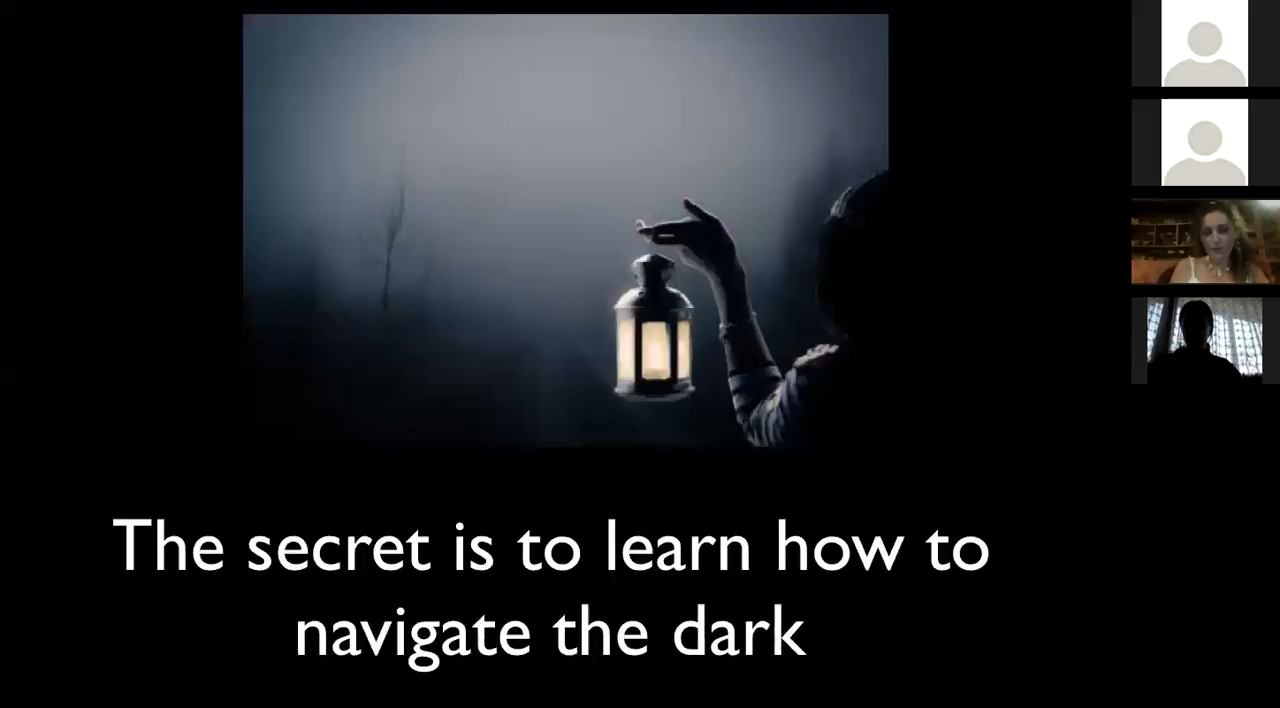 The secret is to learn how to
navigate the dark